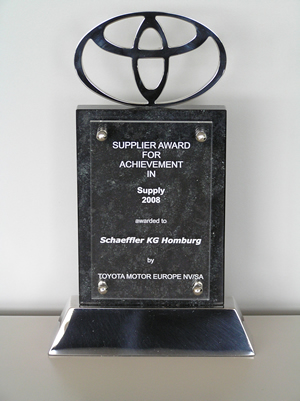 SUPPLIER AWARD
FOR
ACHIEVEMENT
IN
Supply
2008
awarded to
Schaeffler KG Homburg
by
TOYOTA MOTOR EUROPE NV/SA